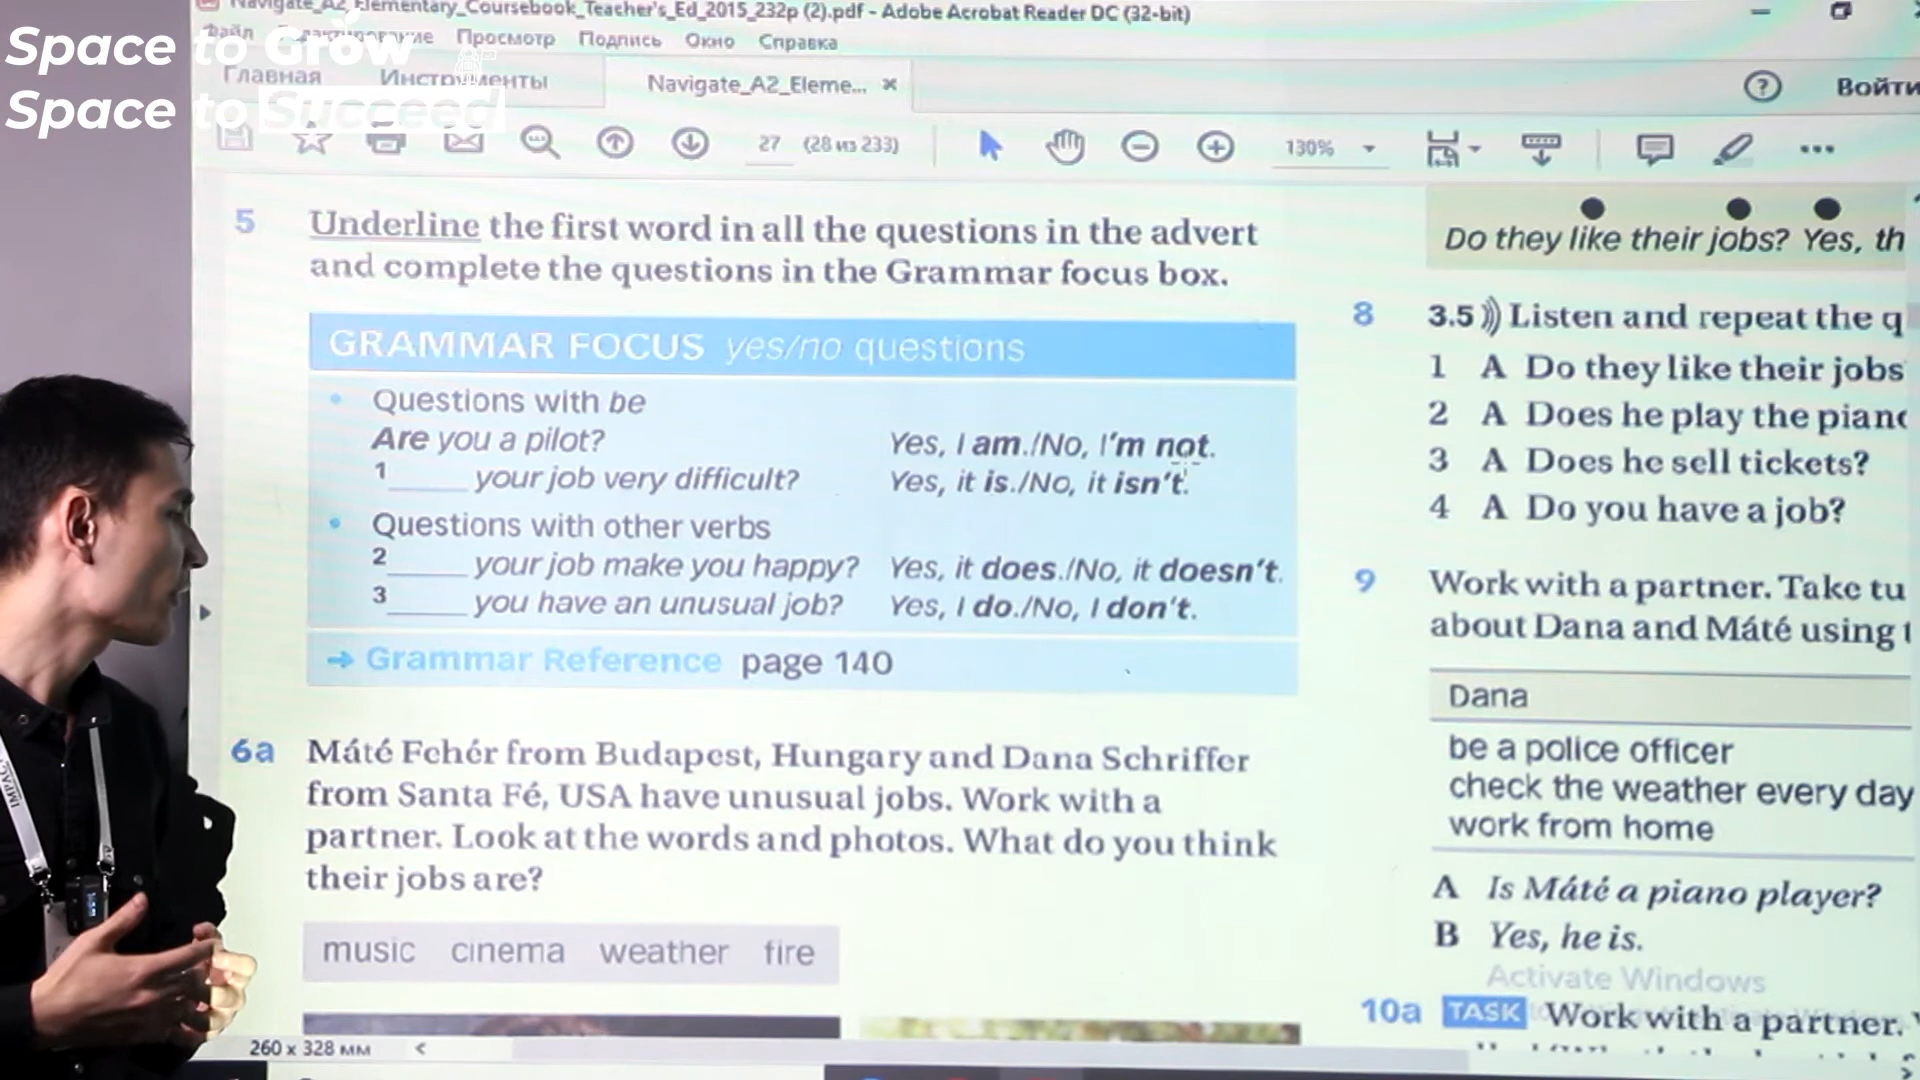 Space to Grow
Space to Succeed
Navigate_A2_Elementary_Coursebook_Teacher's_Ed_2015_232p (2).pdf - Adobe Acrobat Reader DC (32-bit)
Файл Просмотр Подпись Окно Справка
Главная Инструменты Navigate_A2_Eleme... ×
? Войти
27 (28 из 233) 130%
5 Underline the first word in all the questions in the advert
and complete the questions in the Grammar focus box.
GRAMMAR FOCUS yes/no questions
• Questions with be
Are you a pilot? Yes, I am./No, I'm not.
1 _____ your job very difficult? Yes, it is./No, it isn't.
• Questions with other verbs
2 _____ your job make you happy? Yes, it does./No, it doesn't.
3 _____ you have an unusual job? Yes, I do./No, I don't.
→ Grammar Reference page 140
6a Máté Fehér from Budapest, Hungary and Dana Schriffer
from Santa Fé, USA have unusual jobs. Work with a
partner. Look at the words and photos. What do you think
their jobs are?
music cinema weather fire
260 x 328 мм
Do they like their jobs? Yes, th
8 3.5 Listen and repeat the q
1 A Do they like their jobs
2 A Does he play the piano
3 A Does he sell tickets?
4 A Do you have a job?
9 Work with a partner. Take tu
about Dana and Máté using t
Dana
be a police officer
check the weather every day
work from home
A Is Máté a piano player?
B Yes, he is.
Activate Windows
10a TASK Work with a partner.